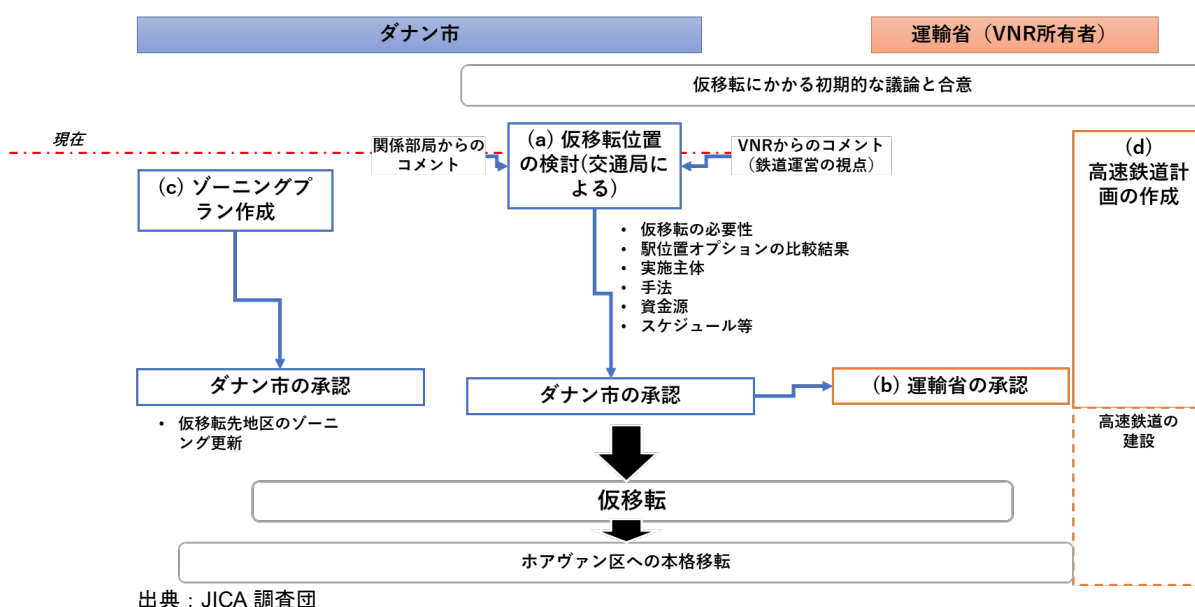 ダナン市
運輸省（VNR所有者）
仮移転にかかる初期的な議論と合意
現在
関係部局からの
コメント
(a) 仮移転位置
の検討(交通局に
よる)
VNRからのコメント
（鉄道運営の視点）
(d)
高速鉄道計
画の作成
(c) ゾーニングプ
ラン作成
• 仮移転の必要性
• 駅位置オプションの比較結果
• 実施主体
• 手法
• 資金源
• スケジュール等
ダナン市の承認
ダナン市の承認
(b) 運輸省の承認
• 仮移転先地区のゾーニ
ング更新
高速鉄道の
建設
仮移転
ホアヴァン区への本格移転
出典：JICA 調査団